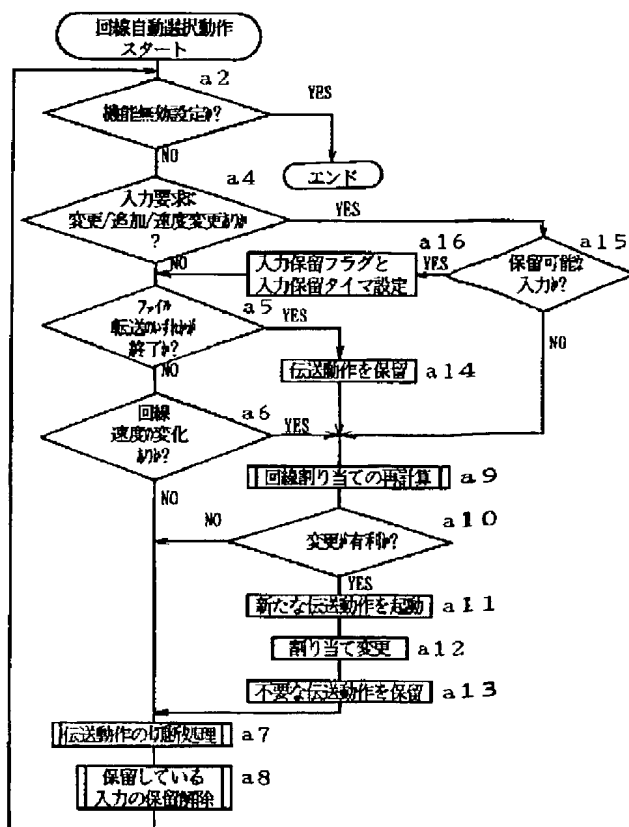 回線自動選択動作
スタート
a2
機能無効設定か?
YES
NO
エンド
a4
入力要求に
変更/追加/速度変更ありか
?
YES
NO
a15
保留可能な
入力か?
YES
NO
a16
入力保留フラグと
入力保留タイマ設定
a5
ファイル
転送のいずれかが
終了か?
YES
NO
伝送動作を保留
a14
a6
回線
速度の変化
ありか?
YES
NO
回線割り当ての再計算
a9
a10
変更が有利か?
NO
YES
新たな伝送動作を起動
a11
割り当て変更
a12
不要な伝送動作を保留
a13
伝送動作の切断処理
a7
保留している
入力の保留解除
a8